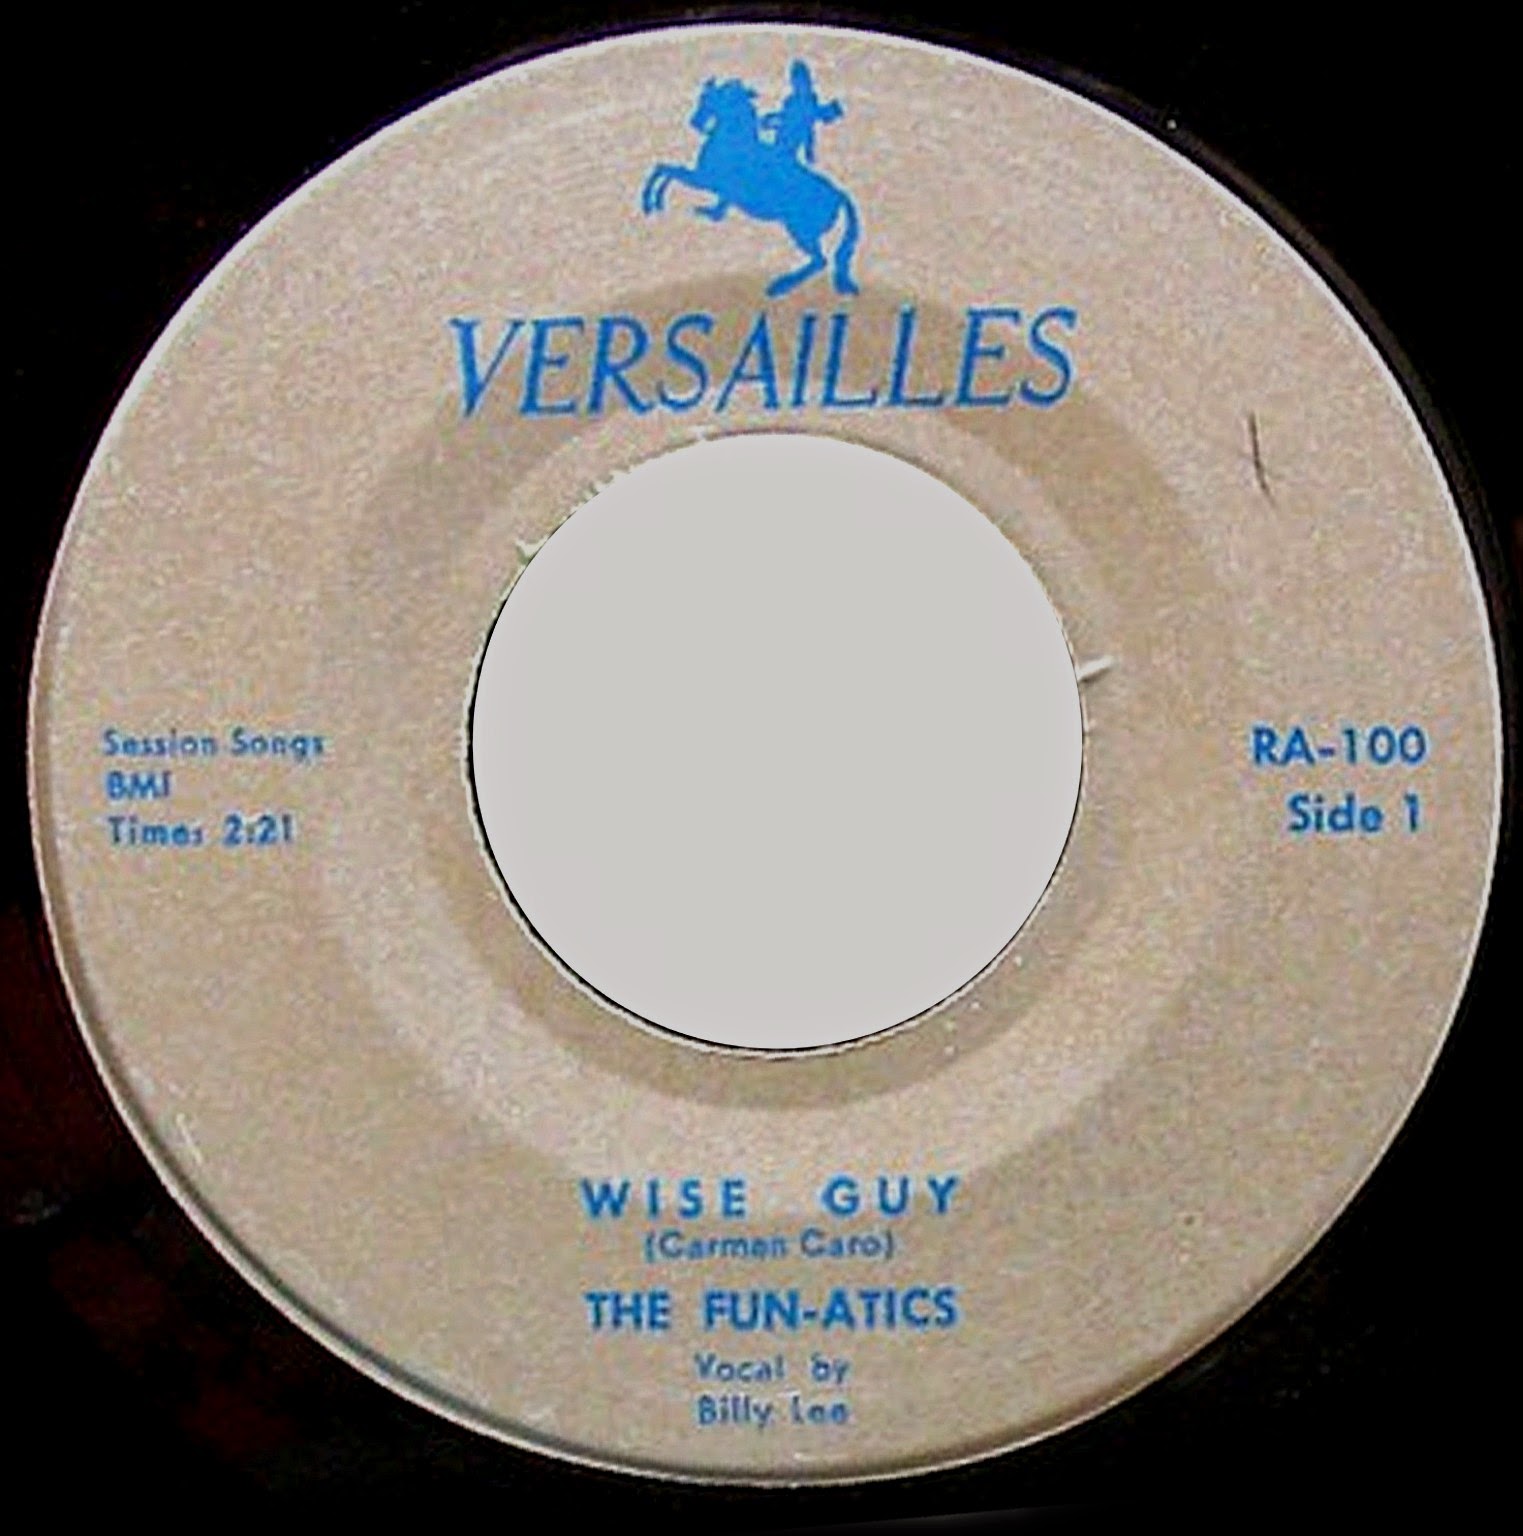 VERSAILLES
Session Songs
BMI
Time: 2:21
RA-100
Side 1
WISE GUY
(Carmen Caro)
THE FUN-ATICS
Vocal by
Billy Lee